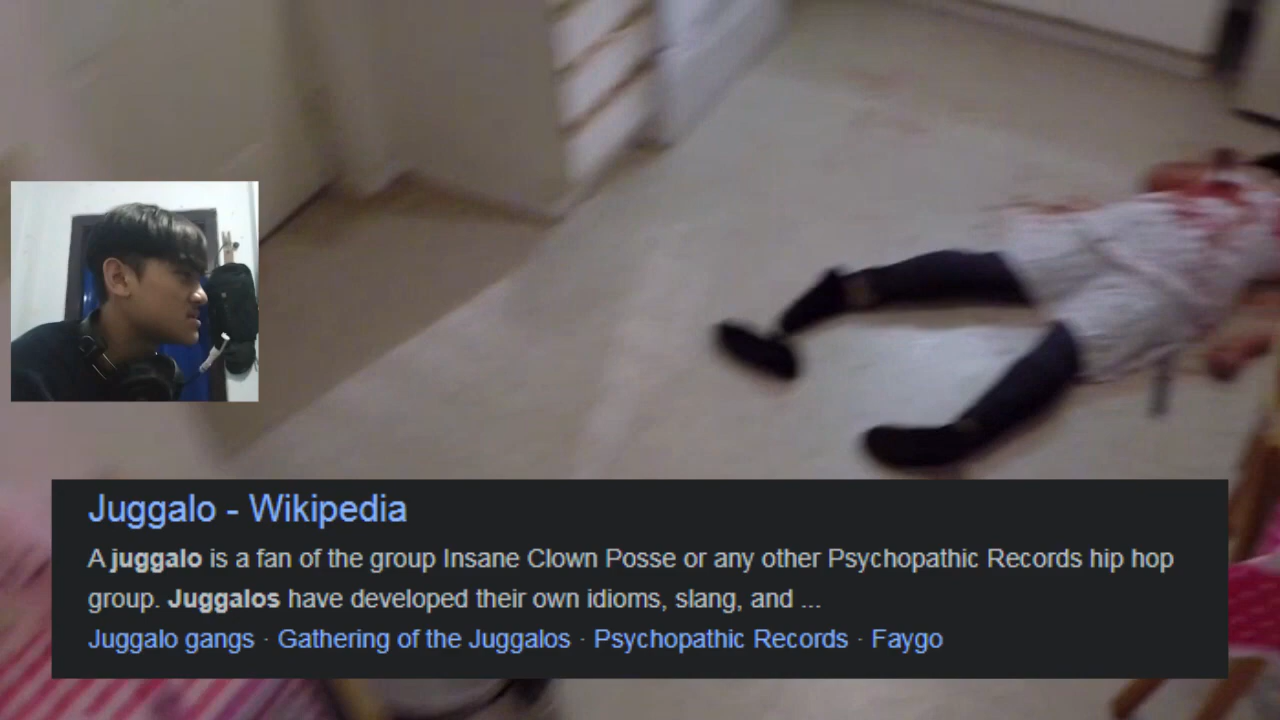 Juggalo - Wikipedia
A juggalo is a fan of the group Insane Clown Posse or any other Psychopathic Records hip hop
group. Juggalos have developed their own idioms, slang, and ...
Juggalo gangs · Gathering of the Juggalos · Psychopathic Records · Faygo